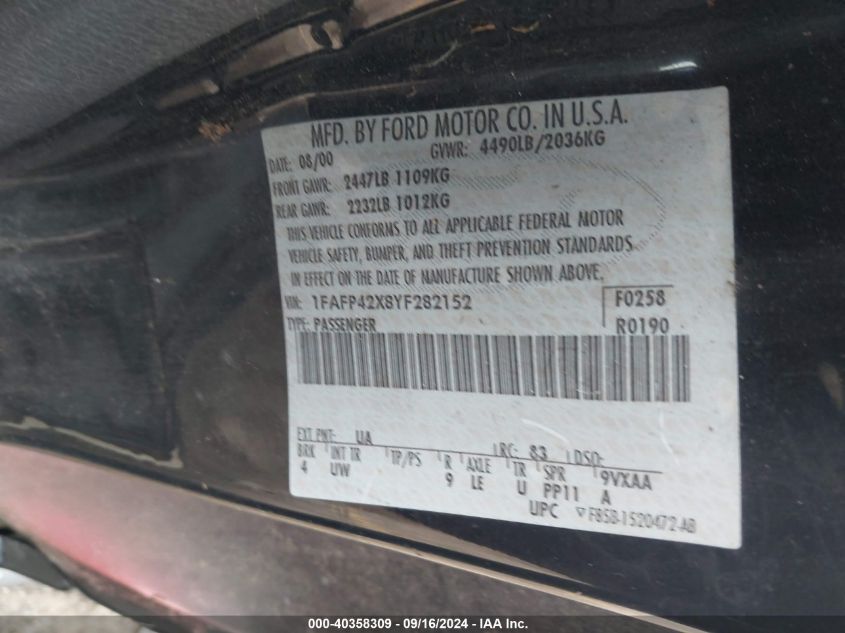 MFD. BY FORD MOTOR CO. IN U.S.A.
DATE: 08/00 GVWR: 4490LB/2036KG
FRONT GAWR: 2447LB 1109KG
REAR GAWR: 2232LB 1012KG
THIS VEHICLE CONFORMS TO ALL APPLICABLE FEDERAL MOTOR
VEHICLE SAFETY, BUMPER, AND THEFT PREVENTION STANDARDS
IN EFFECT ON THE DATE OF MANUFACTURE SHOWN ABOVE.
VIN: 1FAFP42X8YF282152 F0258
TYPE: PASSENGER R0190
EXT PNT: UA RC: 83 DSO:
BRK INT TR TP/PS R AXLE TR SPR 9VXAA
4 UW 9 LE U PP11 A
UPC F85B-1520472-AB
000-40358309 - 09/16/2024 - IAA Inc.